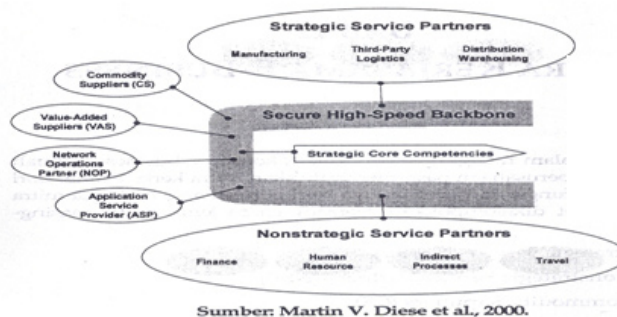 Strategic Service Partners
Manufacturing
Third-Party
Logistics
Distribution
Warehousing
Commodity
Suppliers (CS)
Secure High-Speed Backbone
Value-Added
Suppliers (VAS)
Strategic Core Competencies
Network
Operations
Partner (NOP)
Application
Service
Provider (ASP)
Nonstrategic Service Partners
Finance
Human
Resource
Indirect
Processes
Travel
Sumber: Martin V. Diese et al., 2000.